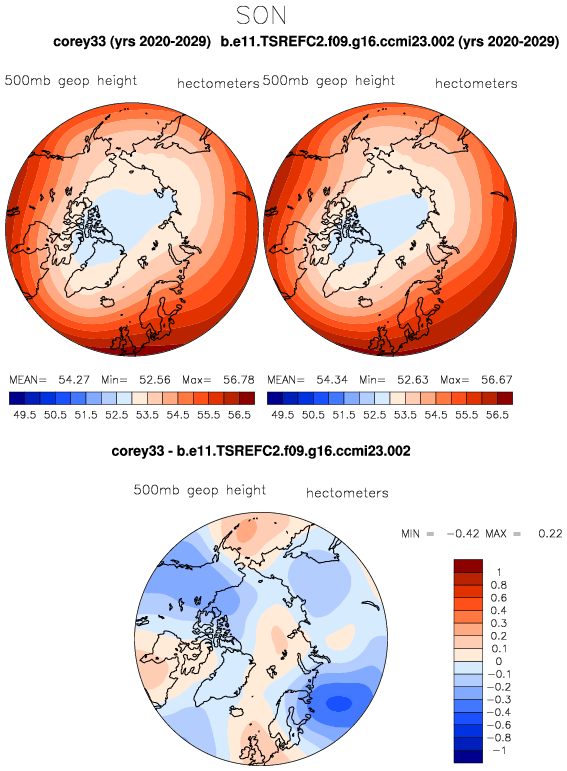 SON
corey33 (yrs 2020-2029) b.e11.TSREFC2.f09.g16.ccmi23.002 (yrs 2020-2029)
500mb geop height hectometers 500mb geop height hectometers
MEAN= 54.27 Min= 52.56 Max= 56.78 MEAN= 54.34 Min= 52.63 Max= 56.67
49.5 50.5 51.5 52.5 53.5 54.5 55.5 56.5 49.5 50.5 51.5 52.5 53.5 54.5 55.5 56.5
corey33 - b.e11.TSREFC2.f09.g16.ccmi23.002
500mb geop height hectometers
MIN = -0.42 MAX = 0.22
1
0.8
0.6
0.4
0.3
0.2
0.1
0
-0.1
-0.2
-0.3
-0.4
-0.6
-0.8
-1